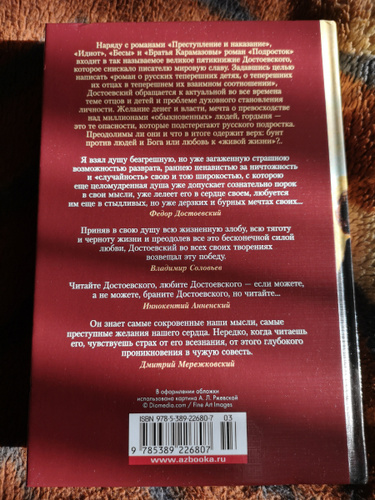 Наряду с романами «Преступление и наказание»,
«Идиот», «Бесы» и «Братья Карамазовы» роман «Подросток»
входит в так называемое великое пятикнижие Достоевского,
которое снискало писателю мировую славу. Задавшись целью
написать «роман о русских теперешних детях, о теперешних
их отцах в теперешнем их взаимном соотношении»,
Достоевский обращается к актуальной во все времена
теме отцов и детей и проблеме духовного становления
личности. Желание денег и власти, мечта о превосходстве
над миллионами «обыкновенных» людей, гордыня —
это те опасности, которые подстерегают русского подростка.
Преодолимы ли они и что в итоге одержит верх: бунт
против людей и Бога или любовь к «живой жизни»?..
Я взял душу безгрешную, но уже загаженную страшною
возможностью разврата, раннею ненавистью за ничтожность
и «случайность» свою и тою широкостью, с которою
еще целомудренная душа уже допускает сознательно порок
в свои мысли, уже лелеет его в сердце своем, любуется
им еще в стыдливых, но уже дерзких и бурных мечтах своих...
Федор Достоевский
Приняв в свою душу всю жизненную злобу, всю тяготу
и черноту жизни и преодолев все это бесконечной силой
любви, Достоевский во всех своих творениях
возвещал эту победу.
Владимир Соловьев
Читайте Достоевского, любите Достоевского — если можете,
а не можете, браните Достоевского, но читайте...
Иннокентий Анненский
Он знает самые сокровенные наши мысли, самые
преступные желания нашего сердца. Нередко, когда читаешь
его, чувствуешь страх от его всезнания, от этого глубокого
проникновения в чужую совесть.
Дмитрий Мережковский
В оформлении обложки
использована картина А. Л. Ржевской
© Diomedia.com / Fine Art Images
ISBN 978-5-389-22680-7 03
9 785389 226807
www.azbooka.ru